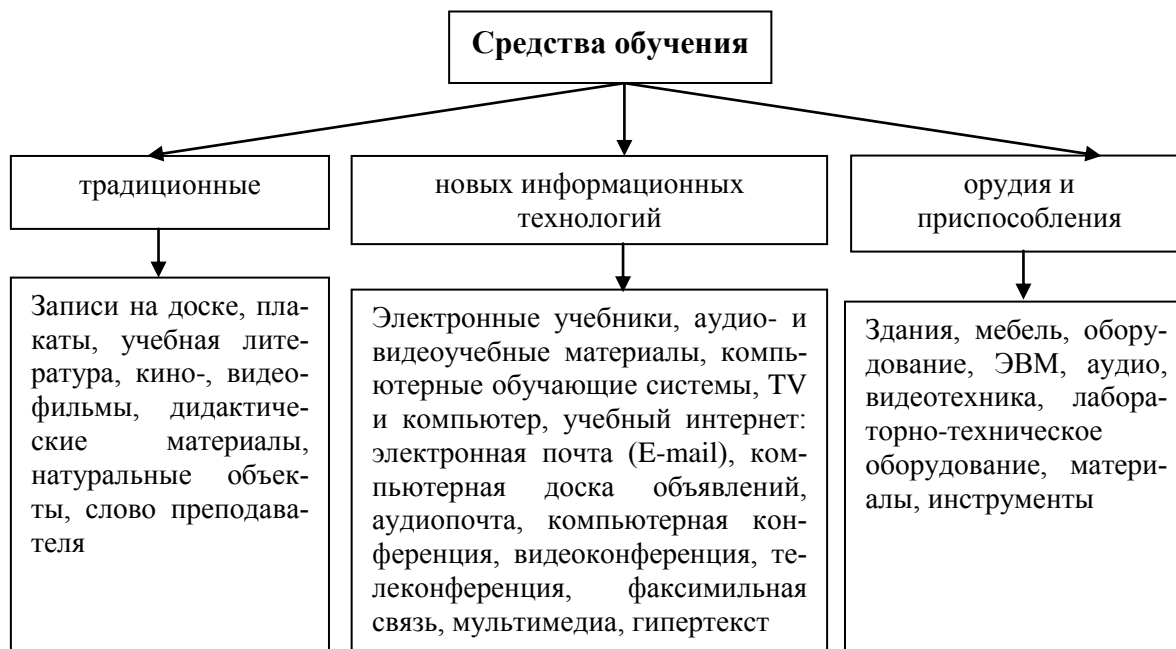 Средства обучения
традиционные
новых информационных
технологий
орудия и
приспособления
Записи на доске, пла-
каты, учебная лите-
ратура, кино-, видео-
фильмы, дидактиче-
ские материалы,
натуральные объек-
ты, слово преподава-
теля
Электронные учебники, аудио- и
видеоучебные материалы, компь-
ютерные обучающие системы, TV
и компьютер, учебный интернет:
электронная почта (E-mail), ком-
пьютерная доска объявлений,
аудиопочта, компьютерная кон-
ференция, видеоконференция, те-
леконференция, факсимильная
связь, мультимедиа, гипертекст
Здания, мебель, обору-
дование, ЭВМ, аудио,
видеотехника, лабора-
торно-техническое
оборудование, матери-
алы, инструменты